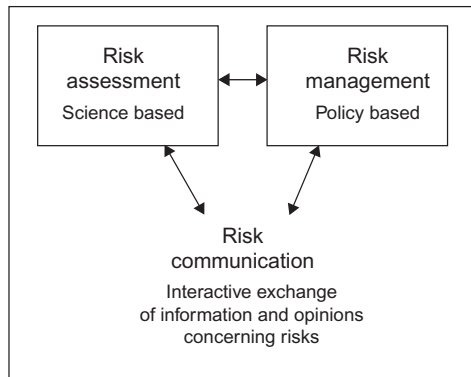 Risk
assessment
Science based
Risk
management
Policy based
Risk
communication
Interactive exchange
of information and opinions
concerning risks